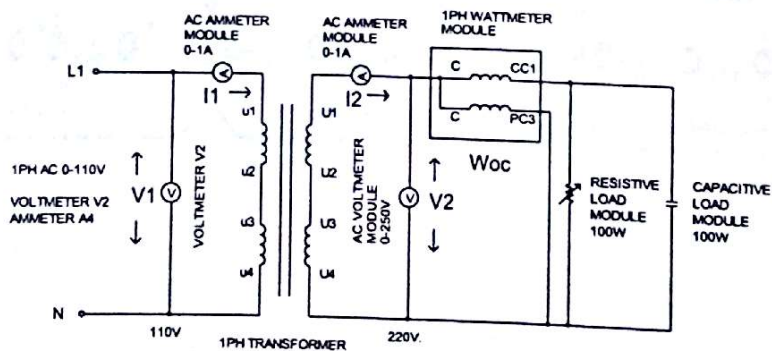 AC AMMETER
MODULE
0-1A
AC AMMETER
MODULE
0-1A
1PH WATTMETER
MODULE
L1
A
I1
A
I2
C
CC1
C
PC3
Woc
u1
u2
u3
u4
U1
U2
U3
U4
1PH AC 0-110V
VOLTMETER V2
AMMETER A4
V1
V
VOLTMETER V2
AC VOLTMETER
MODULE
0-250V
V
V2
RESISTIVE
LOAD
MODULE
100W
CAPACITIVE
LOAD
MODULE
100W
N
110V
1PH TRANSFORMER
220V.